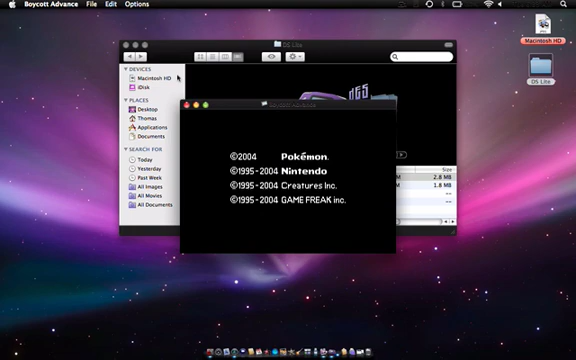 Boycott Advance File Edit Options
DS Lite
Macintosh HD
DS Lite
DEVICES
Macintosh HD
iDisk
PLACES
Desktop
Thomas
Applications
Documents
SEARCH FOR
Today
Yesterday
Past Week
All Images
All Movies
All Documents
Size
2.8 MB
1.8 MB
--
--
©2004 Pokémon.
©1995-2004 Nintendo
©1995-2004 Creatures Inc.
©1995-2004 GAME FREAK inc.